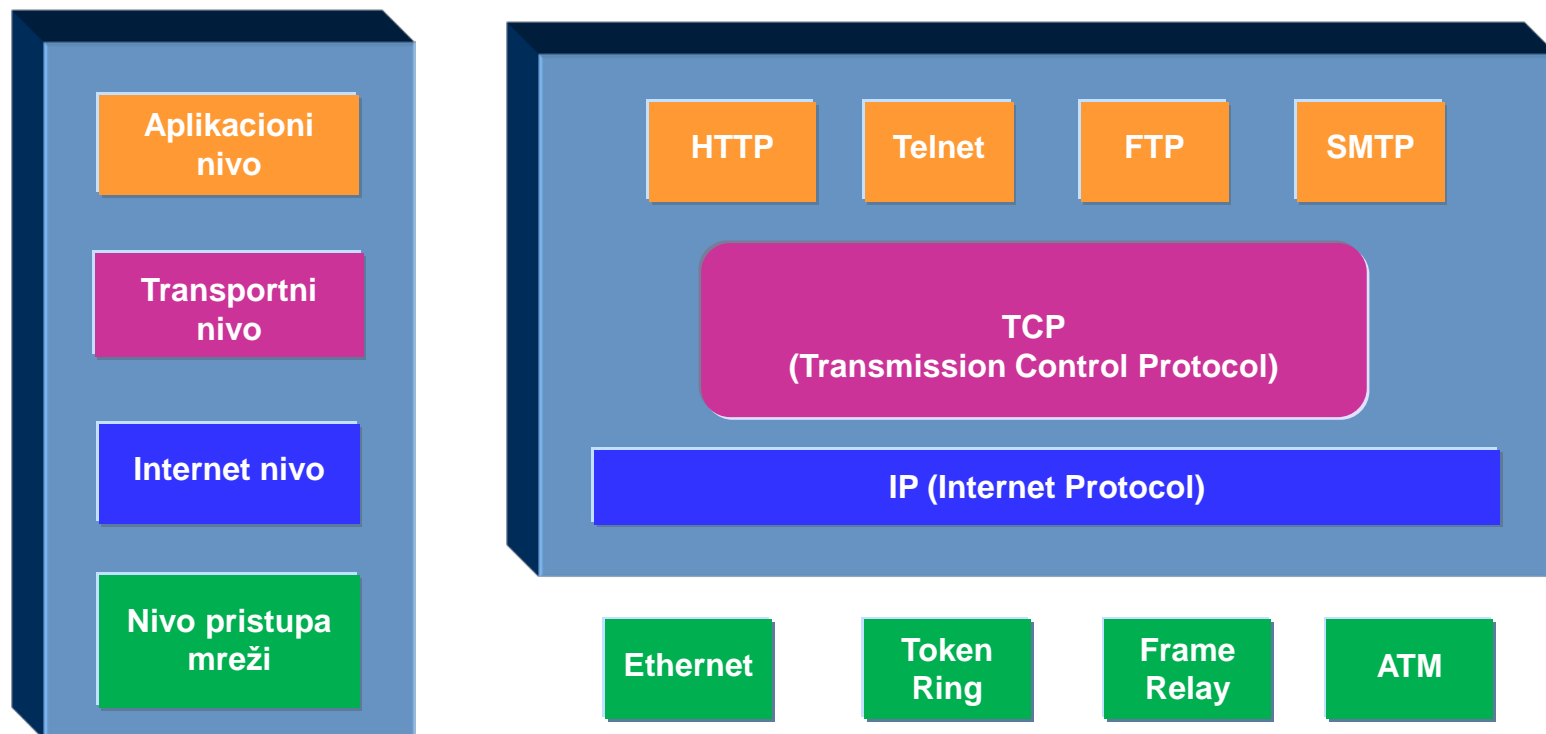 Aplikacioni
nivo
Transportni
nivo
Internet nivo
Nivo pristupa
mreži
HTTP
Telnet
FTP
SMTP
TCP
(Transmission Control Protocol)
IP (Internet Protocol)
Ethernet
Token
Ring
Frame
Relay
ATM